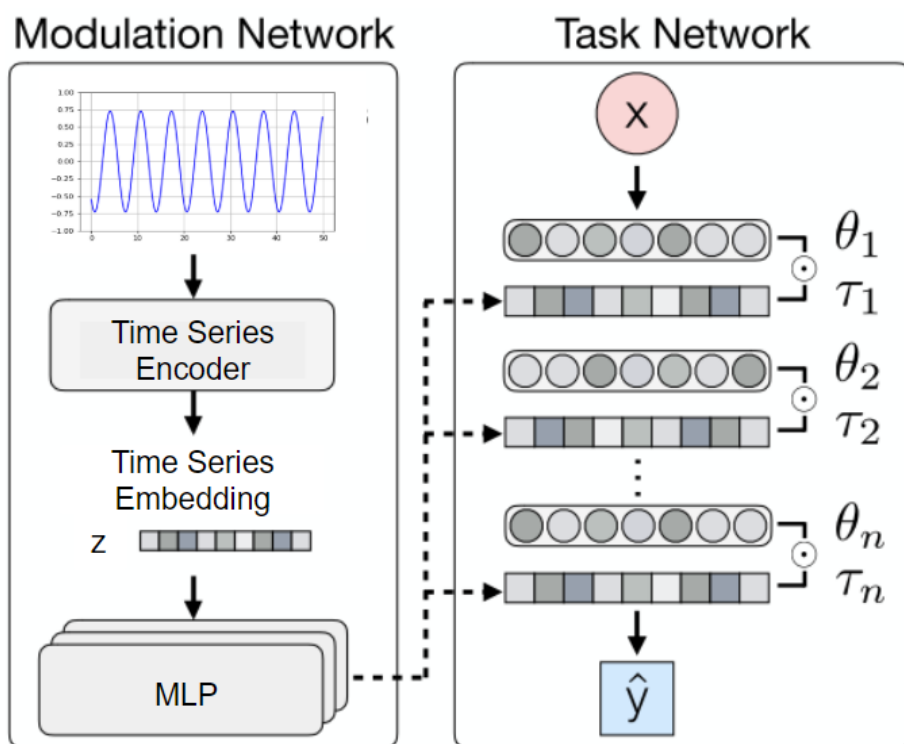 Modulation Network
Task Network
1.00
0.75
0.50
0.25
0.00
−0.25
−0.50
−0.75
−1.00
0 10 20 30 40 50
Time Series
Encoder
Time Series
Embedding
z
MLP
x
θ₁
⊙
τ₁
θ₂
⊙
τ₂
θₙ
⊙
τₙ
ŷ